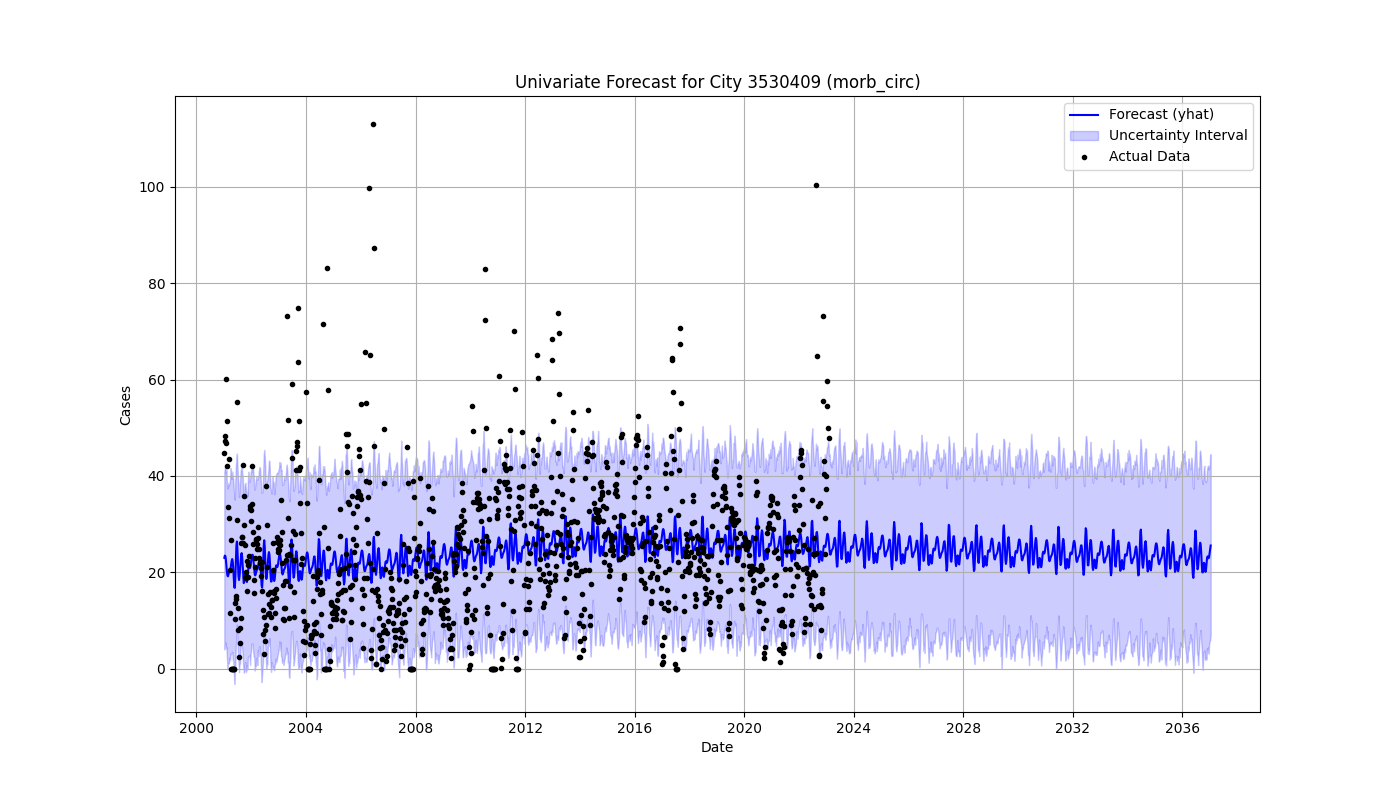 Univariate Forecast for City 3530409 (morb_circ)
Forecast (yhat)
Uncertainty Interval
Actual Data
Cases
100
80
60
40
20
0
2000 2004 2008 2012 2016 2020 2024 2028 2032 2036
Date